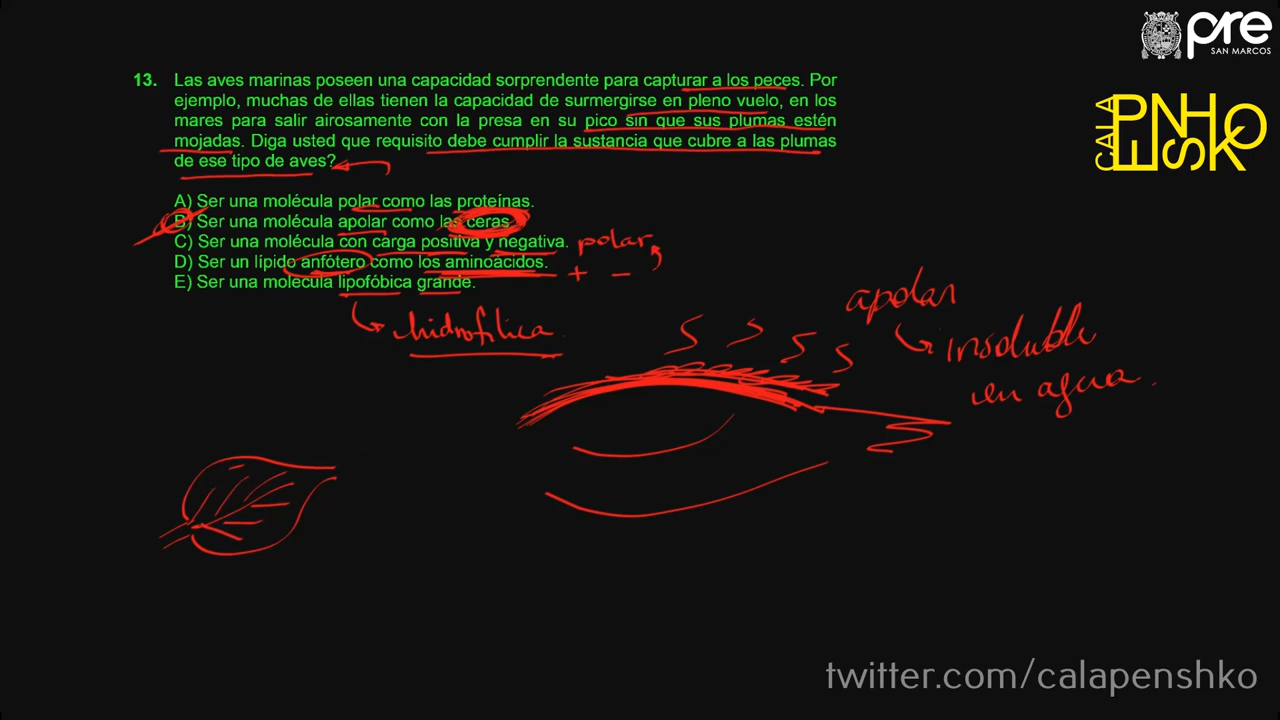 pre
SAN MARCOS
CALA
PENSHKO
13. Las aves marinas poseen una capacidad sorprendente para capturar a los peces. Por
ejemplo, muchas de ellas tienen la capacidad de surmergirse en pleno vuelo, en los
mares para salir airosamente con la presa en su pico sin que sus plumas estén
mojadas. Diga usted que requisito debe cumplir la sustancia que cubre a las plumas
de ese tipo de aves?
A) Ser una molécula polar como las proteínas.
B) Ser una molécula apolar como las ceras.
C) Ser una molécula con carga positiva y negativa. polar
D) Ser un lípido anfótero como los aminoácidos.
+ -
E) Ser una molecula lipofóbica grande.
hidrofilica
apolar
insoluble
en agua.
twitter.com/calapenshko